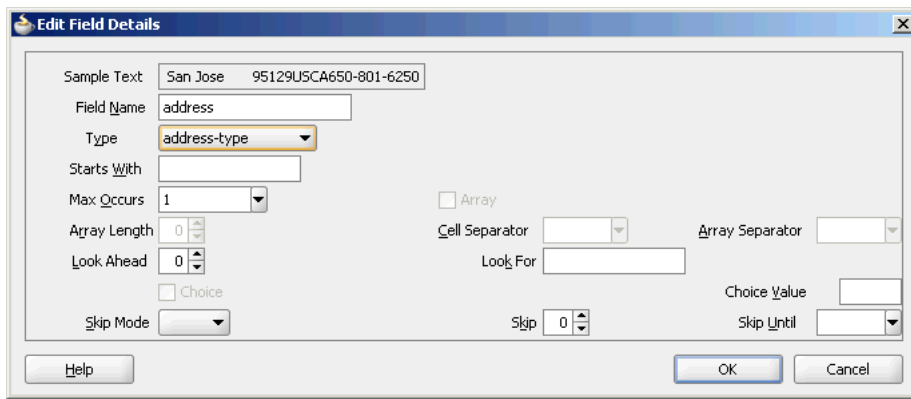 Edit Field Details
Sample Text San Jose 95129USCA650-801-6250
Field Name address
Type address-type
Starts With
Max Occurs 1 Array
Array Length 0 Cell Separator Array Separator
Look Ahead 0 Look For
Choice Choice Value
Skip Mode Skip 0 Skip Until
Help OK Cancel